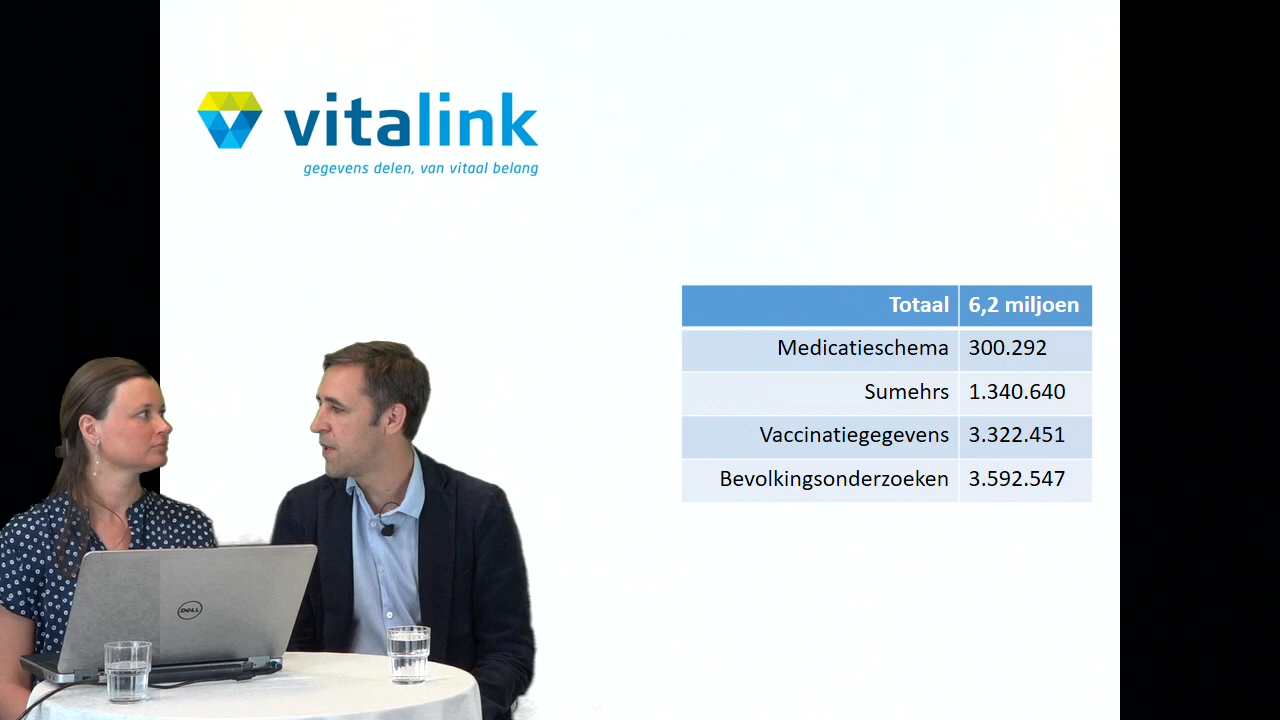 vitalink
gegevens delen, van vitaal belang
Totaal 6,2 miljoen
Medicatieschema 300.292
Sumehrs 1.340.640
Vaccinatiegegevens 3.322.451
Bevolkingsonderzoeken 3.592.547
DELL